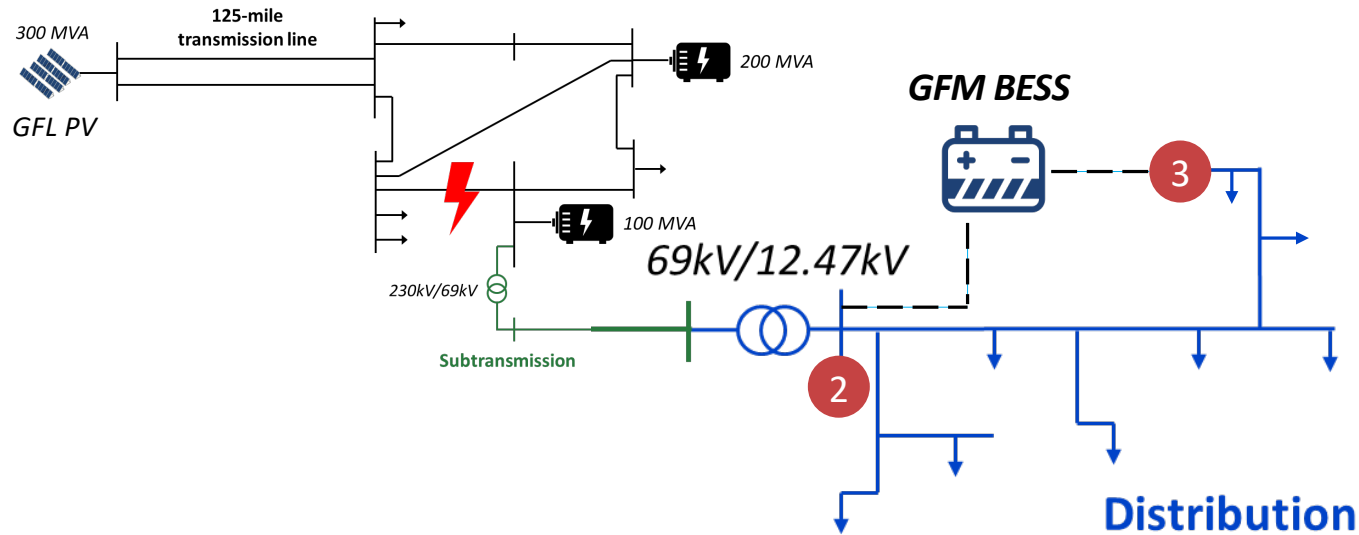 300 MVA
125-mile
transmission line
GFL PV
200 MVA
GFM BESS
3
100 MVA
69kV/12.47kV
230kV/69kV
Subtransmission
2
Distribution